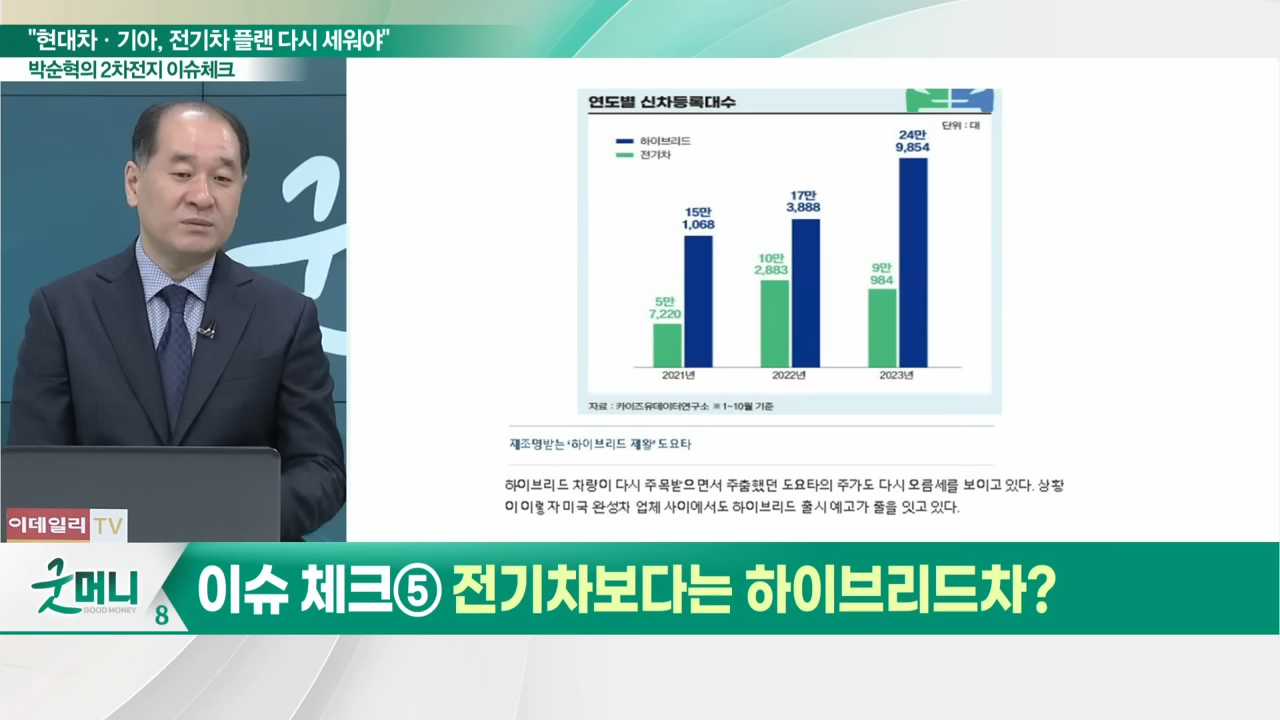 "현대차 · 기아, 전기차 플랜 다시 세워야"
박순혁의 2차전지 이슈체크
연도별 신차등록대수
단위 : 대
하이브리드
전기차
24만
9,854
17만
3,888
15만
1,068
10만
2,883
9만
984
5만
7,220
2021년
2022년
2023년
자료 : 카이즈유데이터연구소 ※1~10월 기준
재조명받는 '하이브리드 제왕' 도요타
하이브리드 차량이 다시 주목받으면서 주춤했던 도요타의 주가도 다시 오름세를 보이고 있다. 상황
이 이렇자 미국 완성차 업체 사이에서도 하이브리드 출시 예고가 줄을 잇고 있다.
이데일리 TV
굿머니
GOOD MONEY
8
이슈 체크⑤ 전기차보다는 하이브리드차?